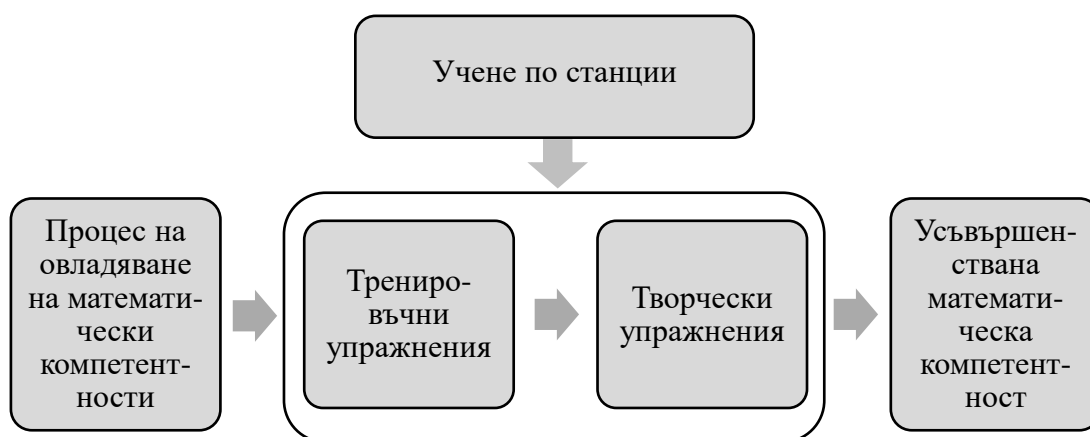 Учене по станции
Процес на
овладяване
на математи-
чески
компетент-
ности
Трениро-
въчни
упражнения
Творчески
упражнения
Усъвършен-
ствана
математи-
ческа
компетент-
ност